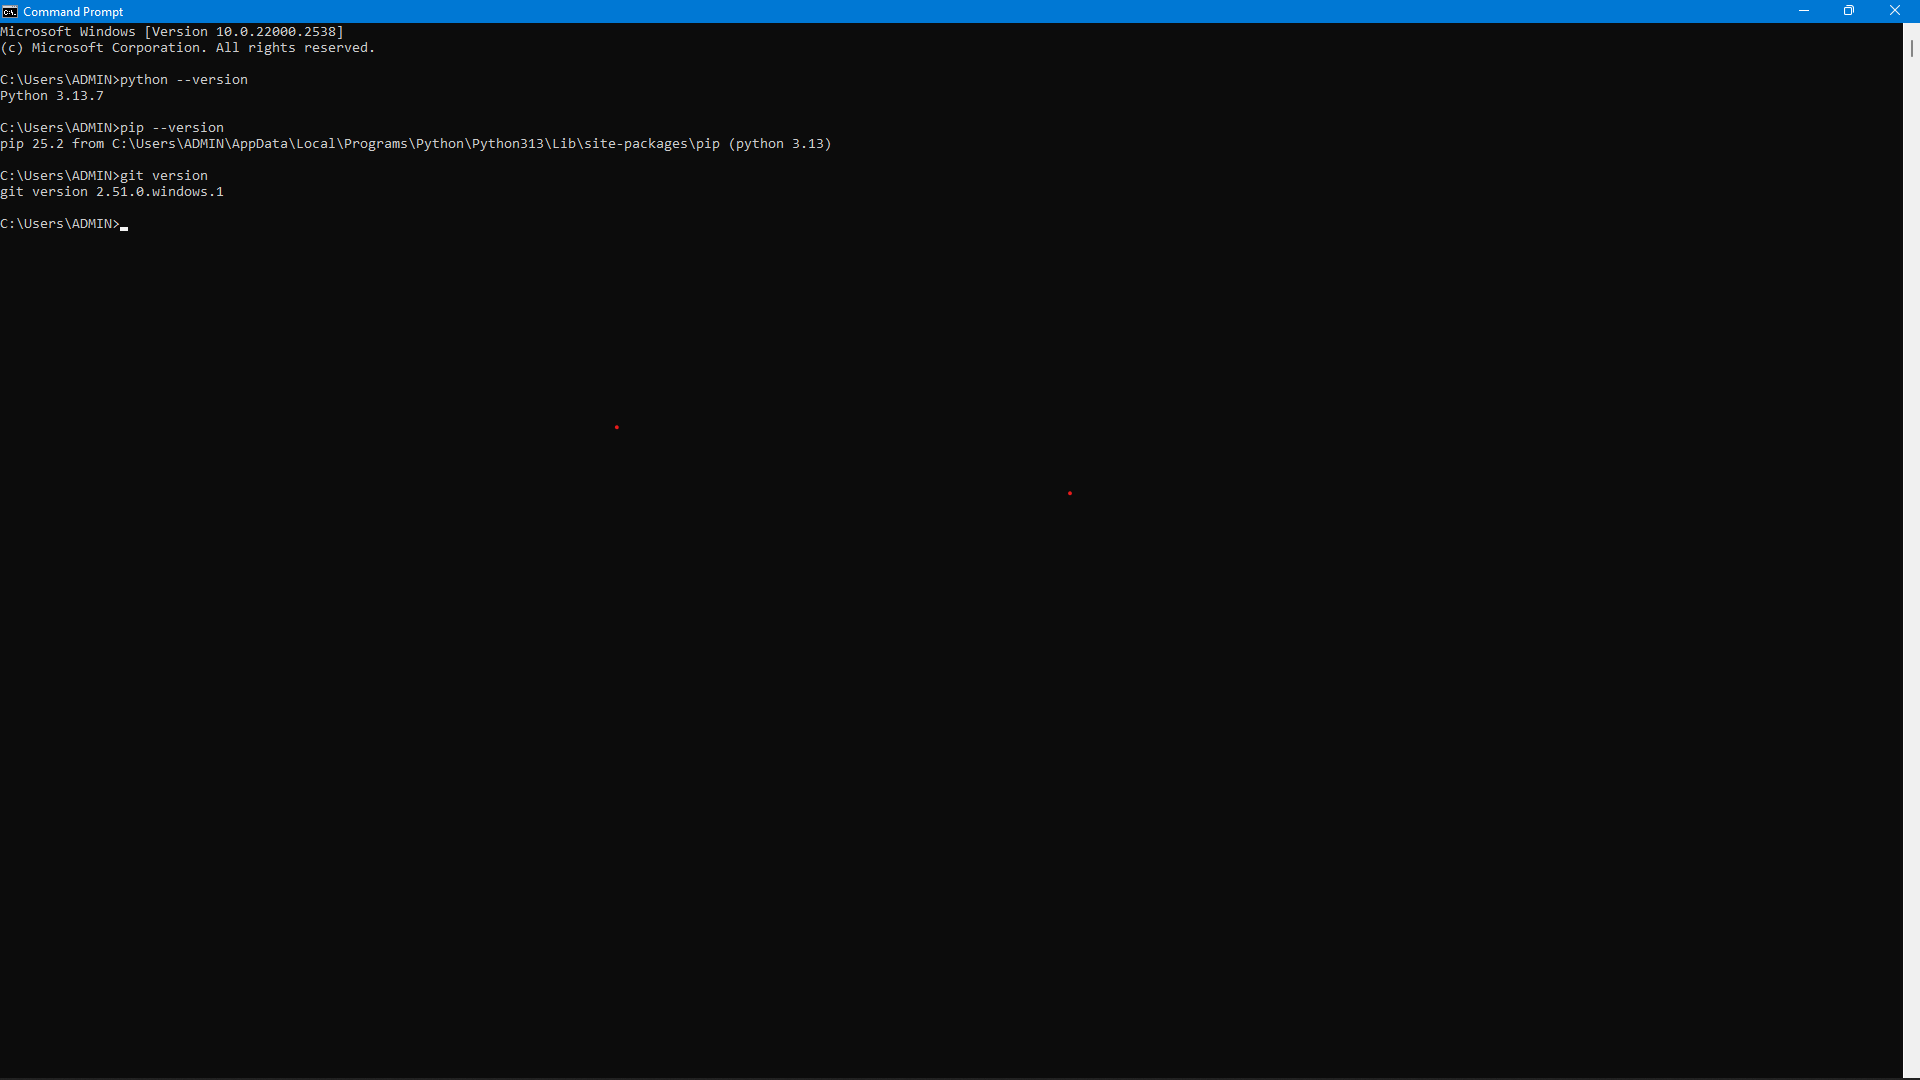 Command Prompt
Microsoft Windows [Version 10.0.22000.2538]
(c) Microsoft Corporation. All rights reserved.
C:\Users\ADMIN>python --version
Python 3.13.7
C:\Users\ADMIN>pip --version
pip 25.2 from C:\Users\ADMIN\AppData\Local\Programs\Python\Python313\Lib\site-packages\pip (python 3.13)
C:\Users\ADMIN>git version
git version 2.51.0.windows.1
C:\Users\ADMIN>